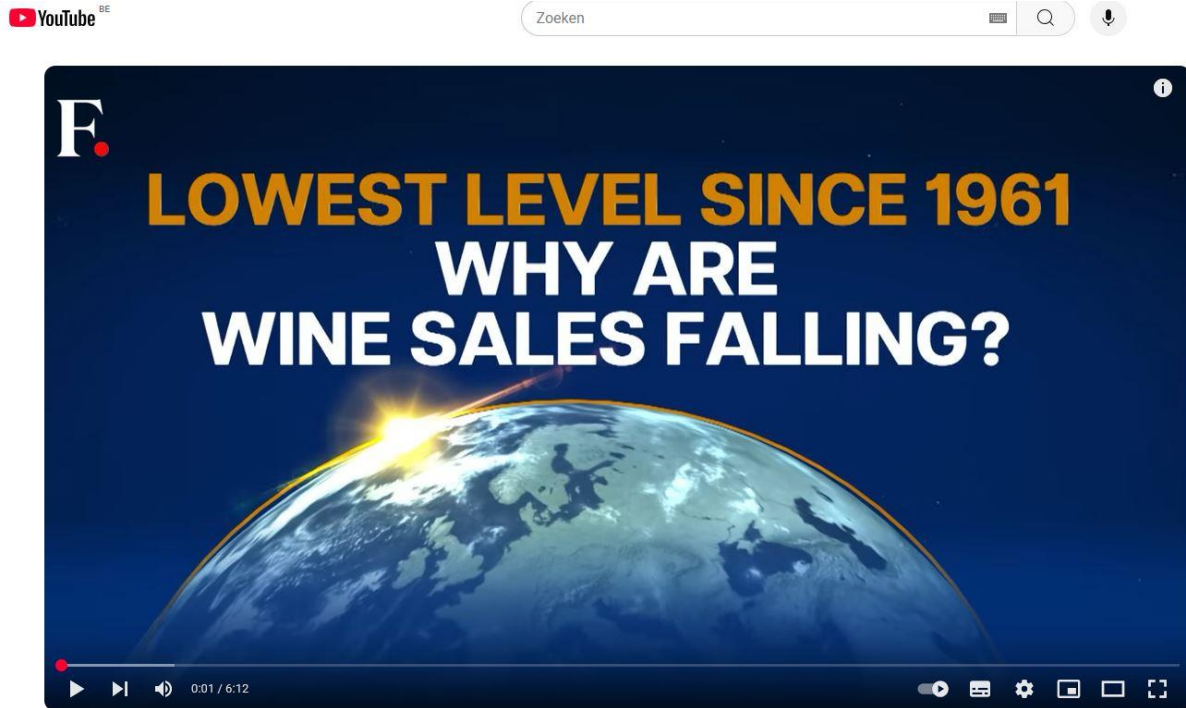 YouTube BE
Zoeken
F.
LOWEST LEVEL SINCE 1961
WHY ARE
WINE SALES FALLING?
0:01 / 6:12